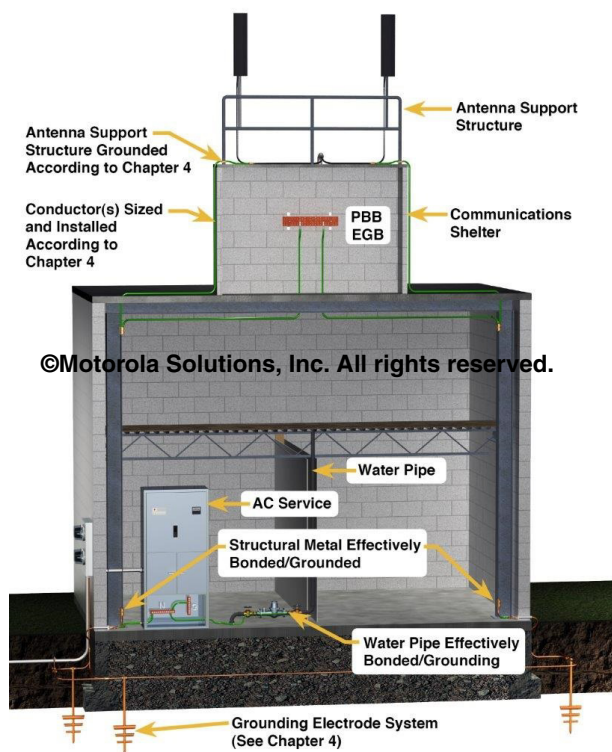 Antenna Support
Structure
Antenna Support
Structure Grounded
According to Chapter 4
Conductor(s) Sized
and Installed
According to
Chapter 4
PBB
EGB
Communications
Shelter
©Motorola Solutions, Inc. All rights reserved.
Water Pipe
AC Service
Structural Metal Effectively
Bonded/Grounded
Water Pipe Effectively
Bonded/Grounding
Grounding Electrode System
(See Chapter 4)